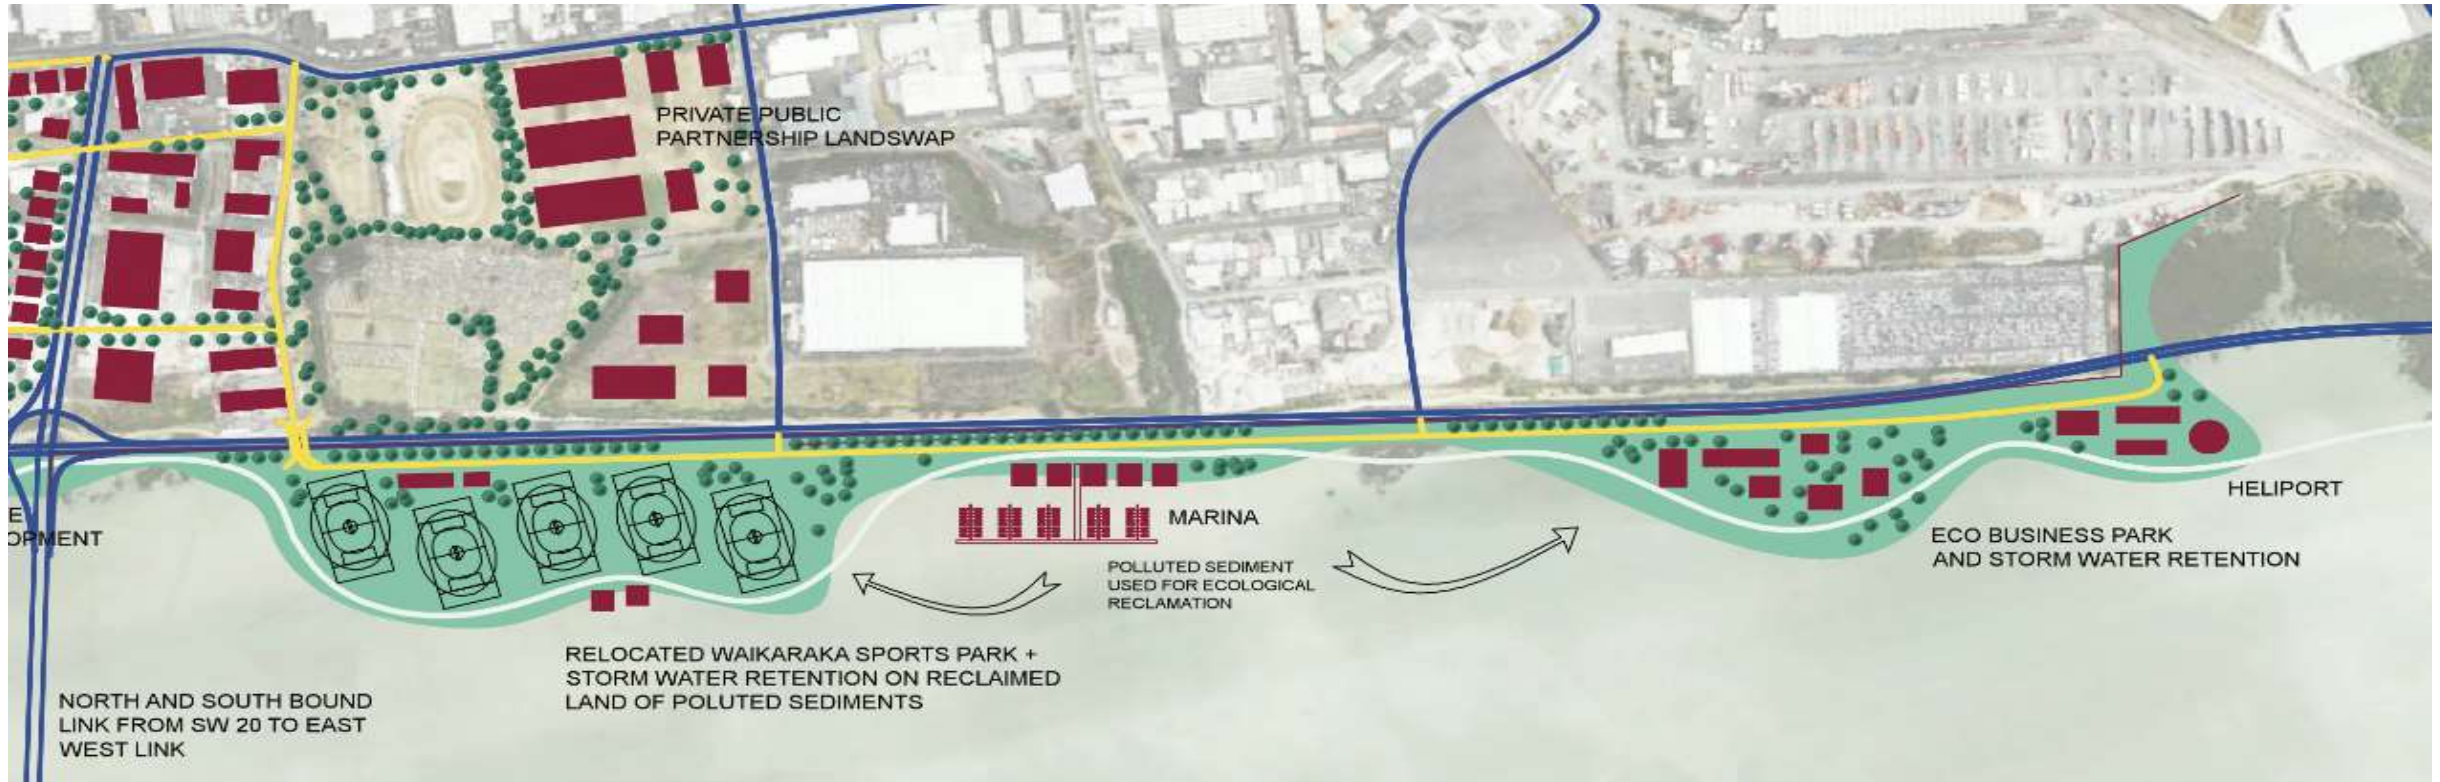 PRIVATE PUBLIC
PARTNERSHIP LANDSWAP
E
OPMENT
MARINA
HELIPORT
POLLUTED SEDIMENT
USED FOR ECOLOGICAL
RECLAMATION
ECO BUSINESS PARK
AND STORM WATER RETENTION
RELOCATED WAIKARAKA SPORTS PARK +
STORM WATER RETENTION ON RECLAIMED
LAND OF POLUTED SEDIMENTS
NORTH AND SOUTH BOUND
LINK FROM SW 20 TO EAST
WEST LINK